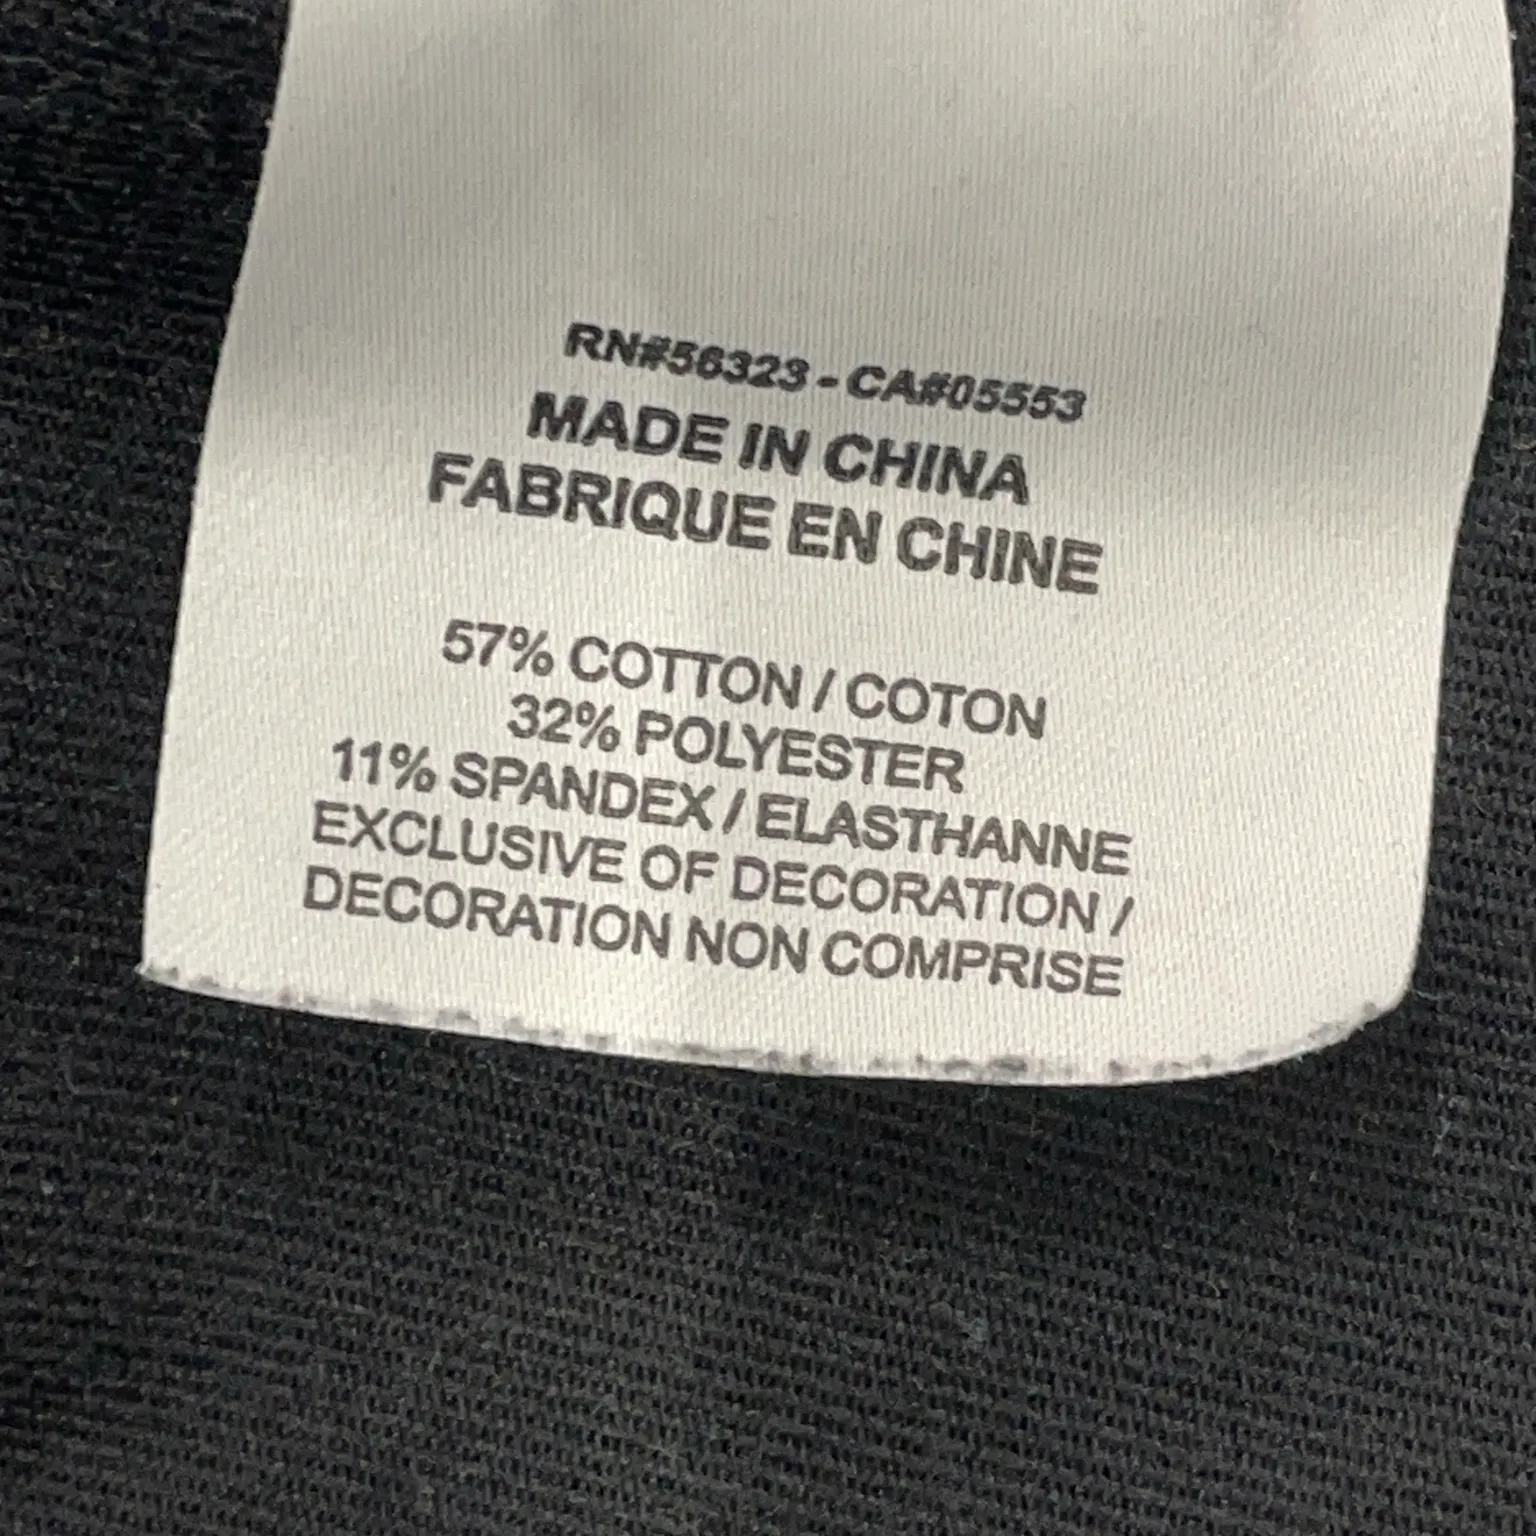 RN#56323 - CA#05553
MADE IN CHINA
FABRIQUE EN CHINE
57% COTTON / COTON
32% POLYESTER
11% SPANDEX / ELASTHANNE
EXCLUSIVE OF DECORATION /
DECORATION NON COMPRISE